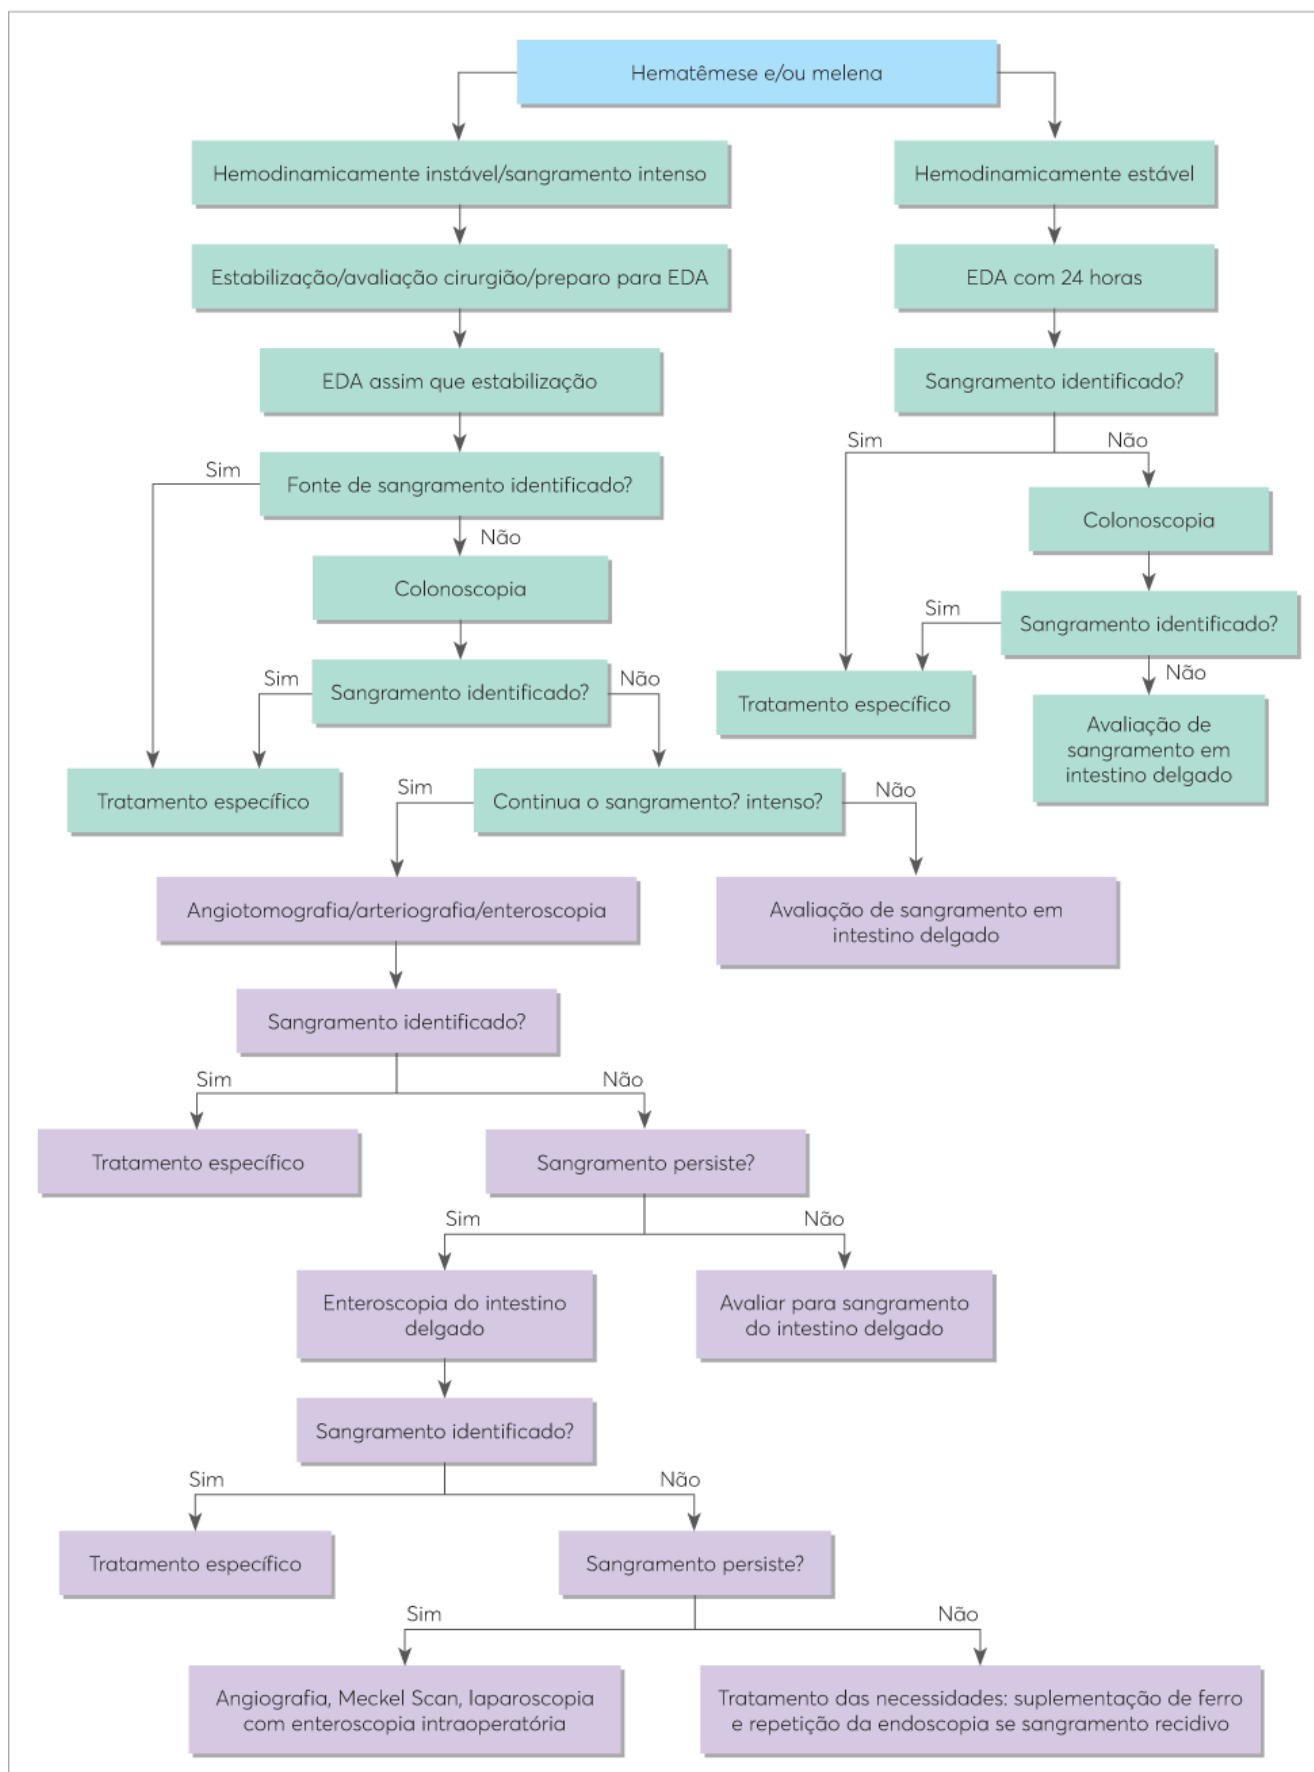 Hematêmese e/ou melena
Hemodinamicamente instável/sangramento intenso
Hemodinamicamente estável
Estabilização/avaliação cirurgião/preparo para EDA
EDA com 24 horas
EDA assim que estabilização
Sangramento identificado?
Sim
Não
Sim
Fonte de sangramento identificado?
Não
Colonoscopia
Colonoscopia
Sim
Sangramento identificado?
Não
Sim
Sangramento identificado?
Não
Tratamento específico
Avaliação de
sangramento em
intestino delgado
Tratamento específico
Sim
Continua o sangramento? intenso?
Não
Angiotomografia/arteriografia/enteroscopia
Avaliação de sangramento em
intestino delgado
Sangramento identificado?
Sim
Não
Tratamento específico
Sangramento persiste?
Sim
Não
Enteroscopia do intestino
delgado
Avaliar para sangramento
do intestino delgado
Sangramento identificado?
Sim
Não
Tratamento específico
Sangramento persiste?
Sim
Não
Angiografia, Meckel Scan, laparoscopia
com enteroscopia intraoperatória
Tratamento das necessidades: suplementação de ferro
e repetição da endoscopia se sangramento recidivo